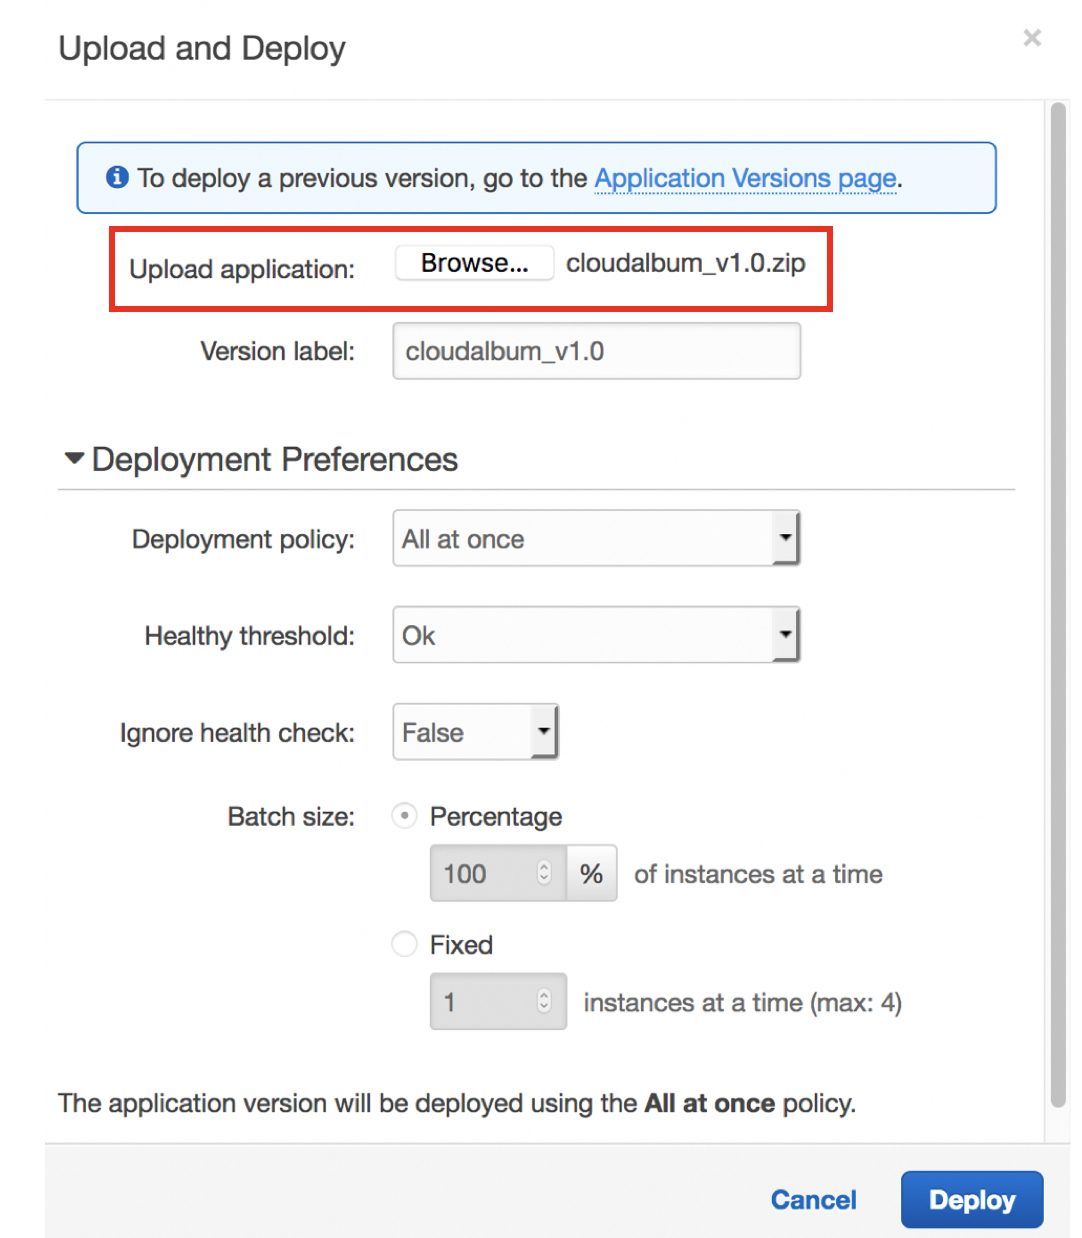 Upload and Deploy
×
To deploy a previous version, go to the Application Versions page.
Upload application: Browse... cloudalbum_v1.0.zip
Version label: cloudalbum_v1.0
Deployment Preferences
Deployment policy: All at once
Healthy threshold: Ok
Ignore health check: False
Batch size: Percentage
100 % of instances at a time
Fixed
1 instances at a time (max: 4)
The application version will be deployed using the All at once policy.
Cancel Deploy